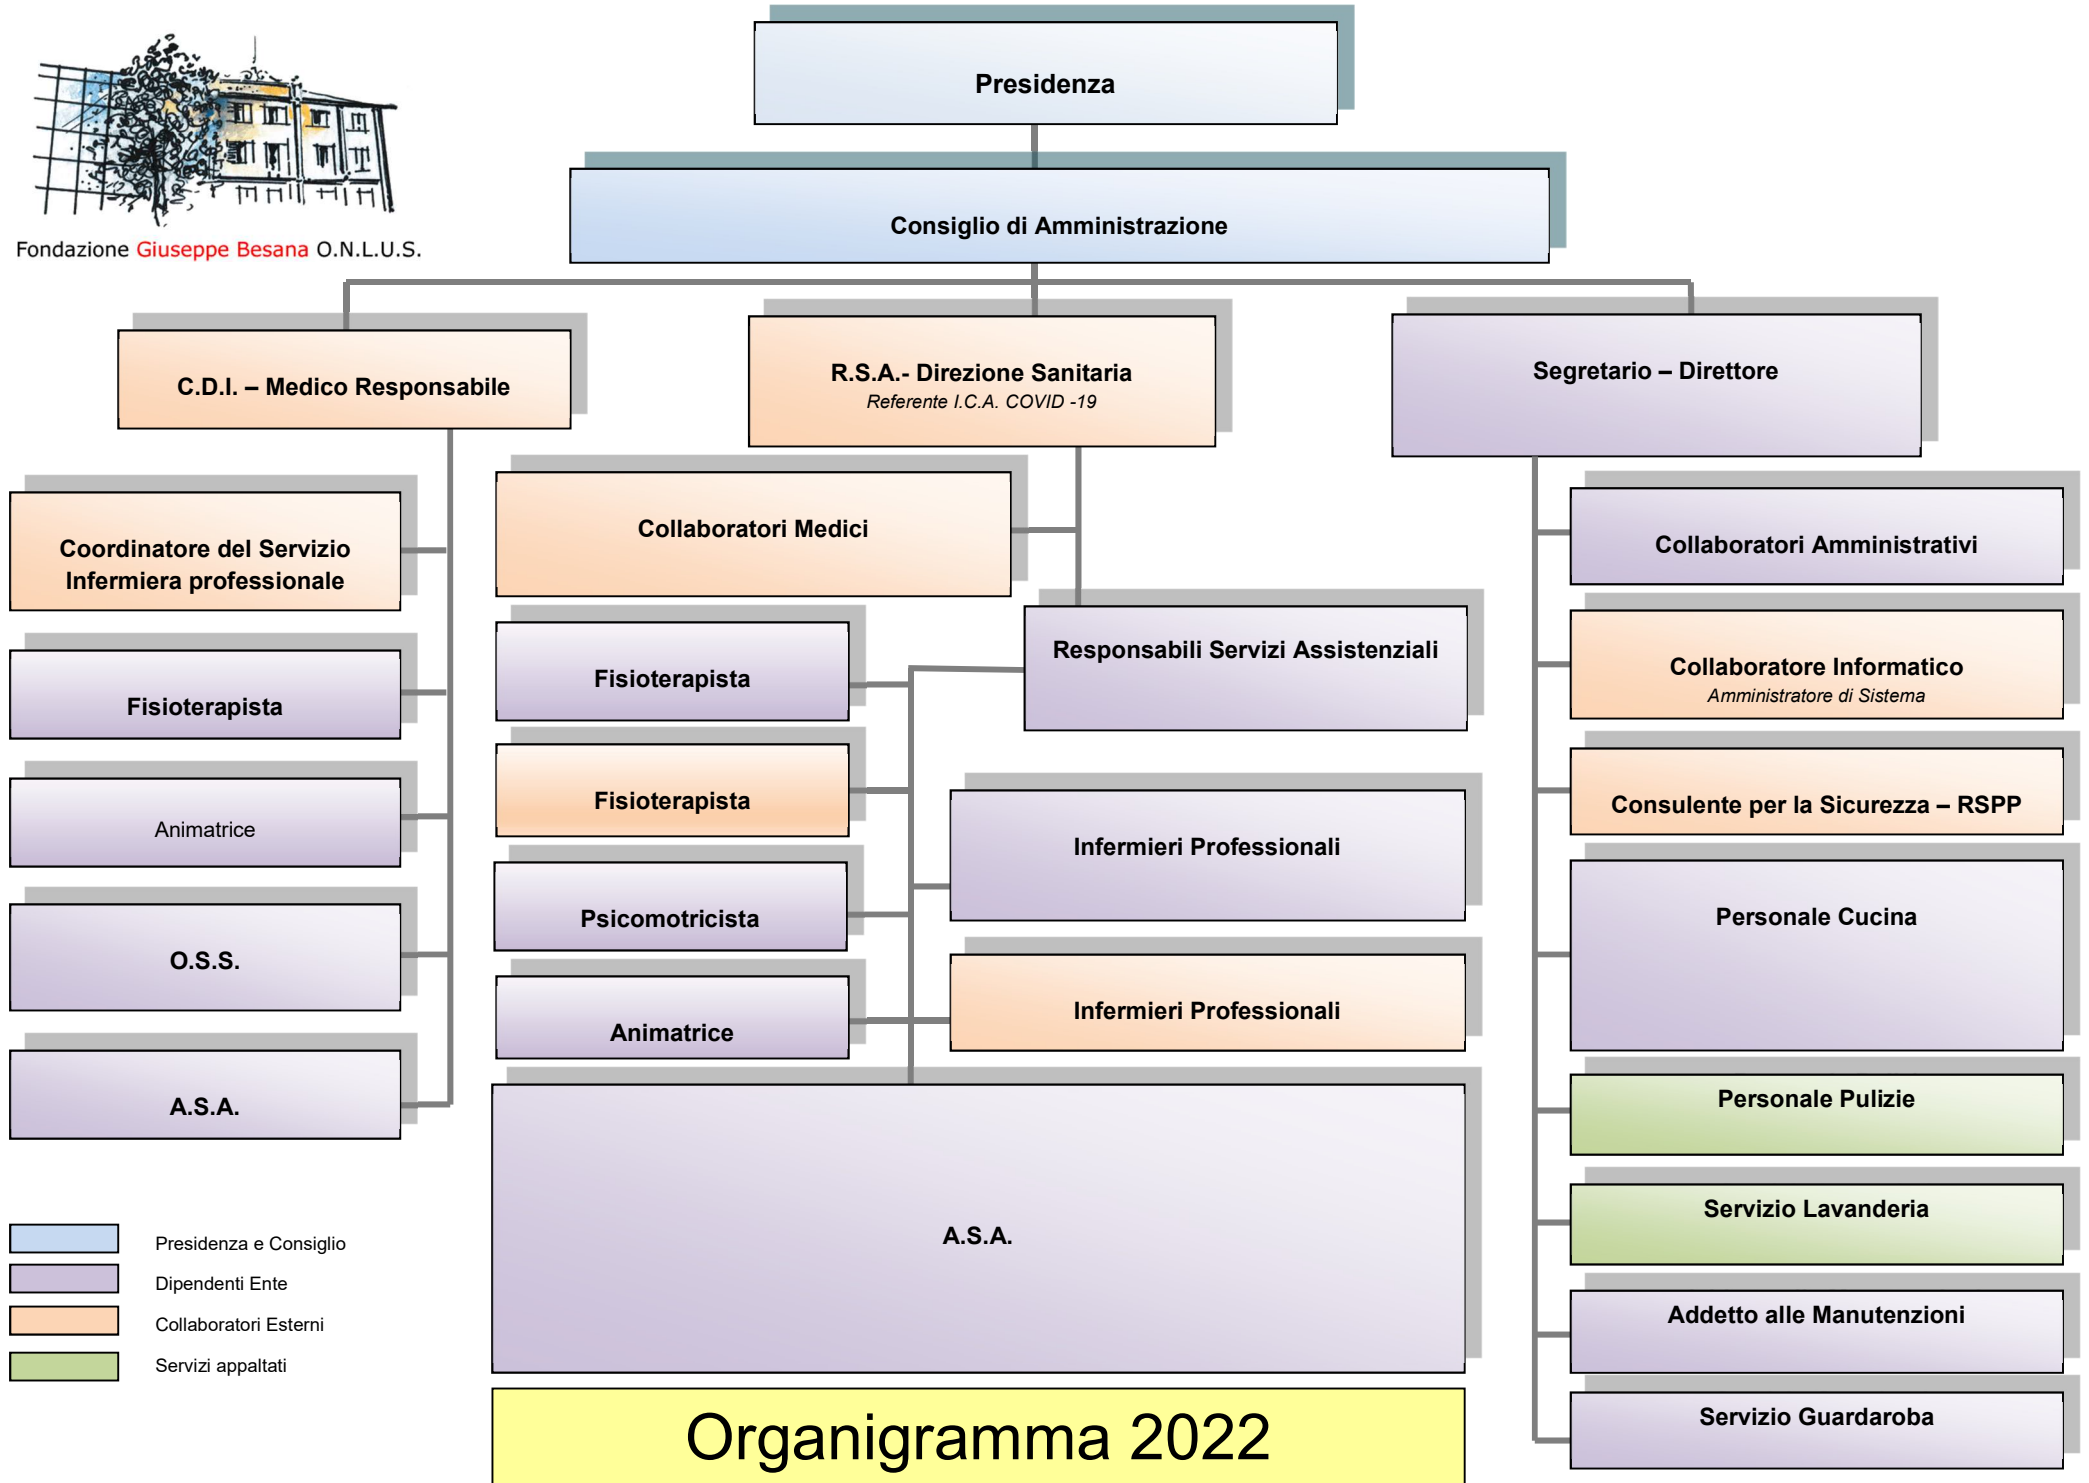 Presidenza
Consiglio di Amministrazione
Fondazione Giuseppe Besana O.N.L.U.S.
C.D.I. – Medico Responsabile
R.S.A.- Direzione Sanitaria
Referente I.C.A. COVID -19
Segretario – Direttore
Coordinatore del Servizio
Infermiera professionale
Fisioterapista
Animatrice
O.S.S.
A.S.A.
Collaboratori Medici
Responsabili Servizi Assistenziali
Fisioterapista
Fisioterapista
Psicomotricista
Animatrice
Infermieri Professionali
Infermieri Professionali
A.S.A.
Collaboratori Amministrativi
Collaboratore Informatico
Amministratore di Sistema
Consulente per la Sicurezza – RSPP
Personale Cucina
Personale Pulizie
Servizio Lavanderia
Addetto alle Manutenzioni
Servizio Guardaroba
Presidenza e Consiglio
Dipendenti Ente
Collaboratori Esterni
Servizi appaltati
Organigramma 2022